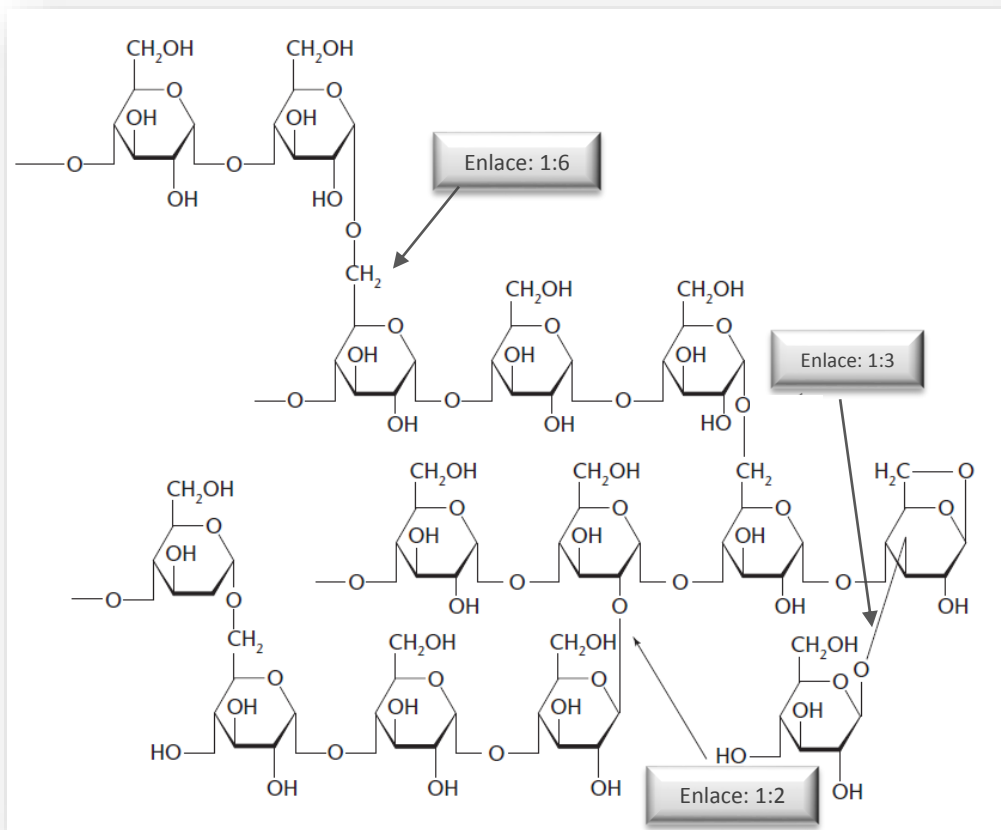 CH₂OH CH₂OH
O O
OH OH
O O
OH HO
Enlace: 1:6
O
CH₂
CH₂OH CH₂OH
O O O
OH OH OH
Enlace: 1:3
O O O O
OH OH HO
CH₂OH CH₂OH CH₂ H₂C O
CH₂OH
O O O O
O
OH OH OH
OH
O O O O
O O
OH O OH OH
CH₂
CH₂OH CH₂OH CH₂OH
O
O O O O
OH OH OH OH
HO O O HO
OH OH OH OH
Enlace: 1:2